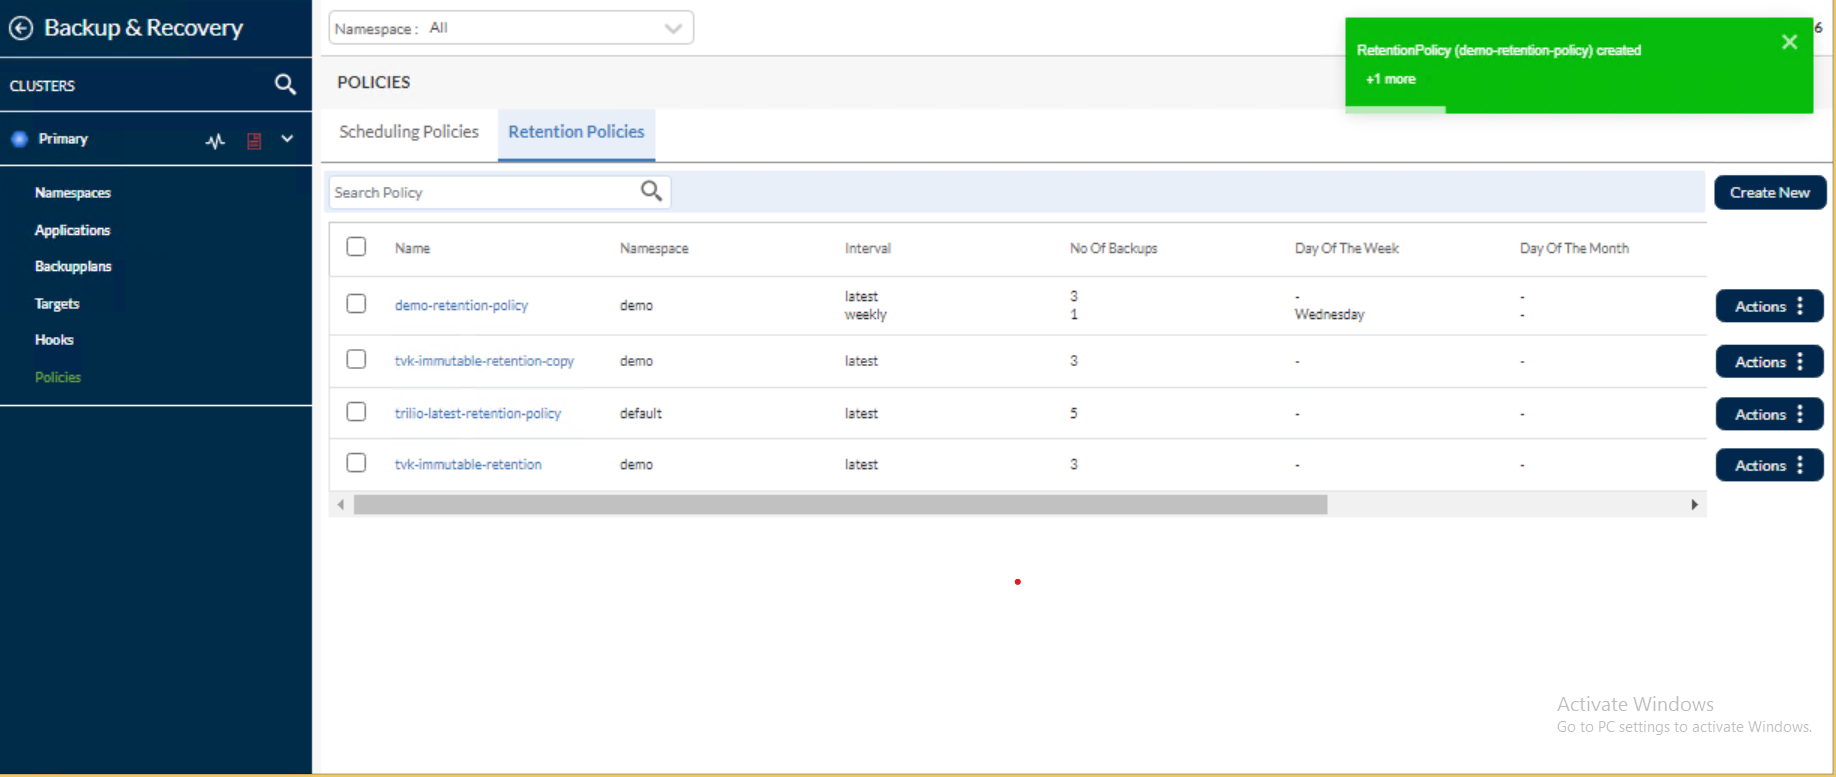 Backup & Recovery
CLUSTERS
Primary
Namespaces
Applications
Backupplans
Targets
Hooks
Policies
Namespace : All
6
RetentionPolicy (demo-retention-policy) created
+1 more
POLICIES
Scheduling Policies Retention Policies
Search Policy
Create New
Name Namespace Interval No Of Backups Day Of The Week Day Of The Month
demo-retention-policy demo latest 3 - -
weekly 1 Wednesday -
Actions
tvk-immutable-retention-copy demo latest 3 - - Actions
trilio-latest-retention-policy default latest 5 - - Actions
tvk-immutable-retention demo latest 3 - - Actions
Activate Windows
Go to PC settings to activate Windows.